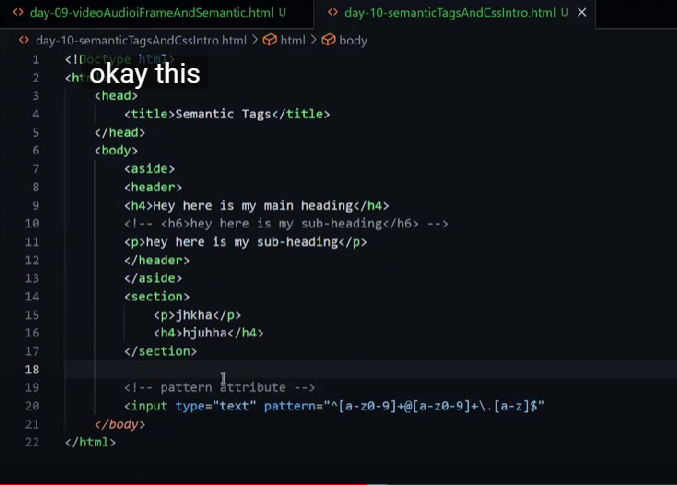 <> day-09-videoAudioiFrameAndSemantic.html U
<> day-10-semanticTagsAndCssIntro.html U ×
<> day-10-semanticTagsAndCssIntro.html > html > body
1 <!Doctype html>
okay this
2 <ht
3 <head>
4 <title>Semantic Tags</title>
5 </head>
6 <body>
7 <aside>
8 <header>
9 <h4>Hey here is my main heading</h4>
10 <!-- <h6>hey here is my sub-heading</h6> -->
11 <p>hey here is my sub-heading</p>
12 </header>
13 </aside>
14 <section>
15 <p>jhkha</p>
16 <h4>hjuhha</h4>
17 </section>
18
19 <!-- pattern attribute -->
20 <input type="text" pattern="^[a-z0-9]+@[a-z0-9]+\.[a-z]$"
21 </body>
22 </html>